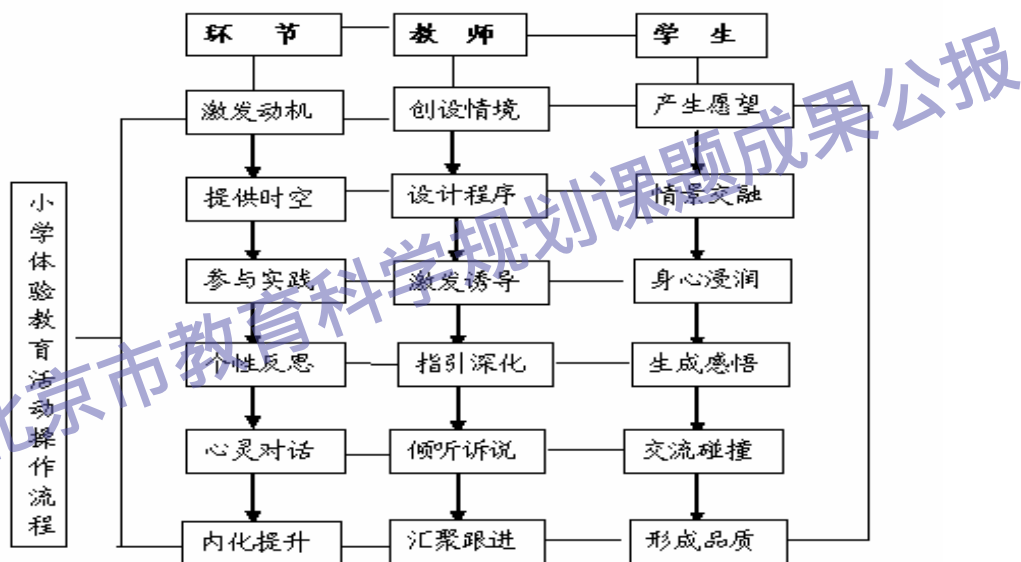 环 节 教 师 学 生
激发动机 创设情境 产生愿望
提供时空 设计程序 情景交融
参与实践 激发诱导 身心浸润
个性反思 指引深化 生成感悟
心灵对话 倾听诉说 交流碰撞
内化提升 汇聚跟进 形成品质
小学体验教育活动操作流程
北京市教育科学规划课题成果公报